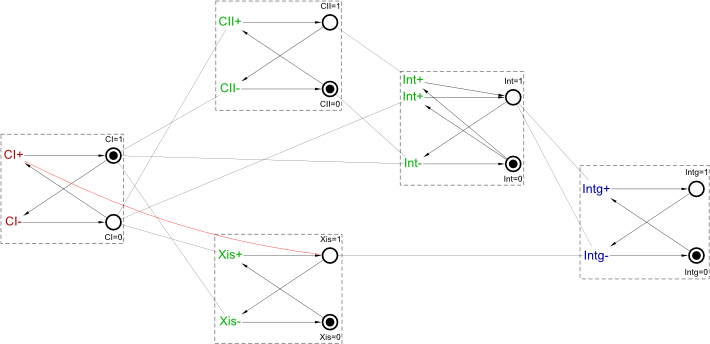 CII+
CII=1
CII-
CII=0
Int+
Int+
Int=1
Int-
Int=0
CI+
CI=1
CI-
CI=0
Intg+
Intg=1
Intg-
Intg=0
Xis+
Xis=1
Xis-
Xis=0